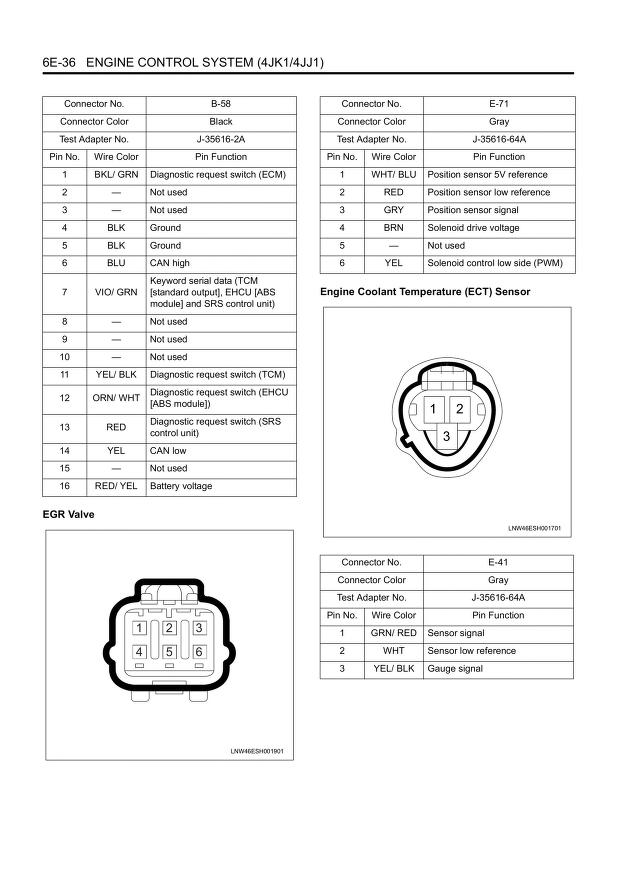 6E-36 ENGINE CONTROL SYSTEM (4JK1/4JJ1)
Connector No. B-58
Connector Color Black
Test Adapter No. J-35616-2A
Pin No. Wire Color Pin Function
1 BKL/ GRN Diagnostic request switch (ECM)
2 — Not used
3 — Not used
4 BLK Ground
5 BLK Ground
6 BLU CAN high
7 VIO/ GRN Keyword serial data (TCM
[standard output], EHCU [ABS
module] and SRS control unit)
8 — Not used
9 — Not used
10 — Not used
11 YEL/ BLK Diagnostic request switch (TCM)
12 ORN/ WHT Diagnostic request switch (EHCU
[ABS module])
13 RED Diagnostic request switch (SRS
control unit)
14 YEL CAN low
15 — Not used
16 RED/ YEL Battery voltage
EGR Valve
1 2 3
4 5 6
LNW46ESH001901
Connector No. E-71
Connector Color Gray
Test Adapter No. J-35616-64A
Pin No. Wire Color Pin Function
1 WHT/ BLU Position sensor 5V reference
2 RED Position sensor low reference
3 GRY Position sensor signal
4 BRN Solenoid drive voltage
5 — Not used
6 YEL Solenoid control low side (PWM)
Engine Coolant Temperature (ECT) Sensor
1 2
3
LNW46ESH001701
Connector No. E-41
Connector Color Gray
Test Adapter No. J-35616-64A
Pin No. Wire Color Pin Function
1 GRN/ RED Sensor signal
2 WHT Sensor low reference
3 YEL/ BLK Gauge signal